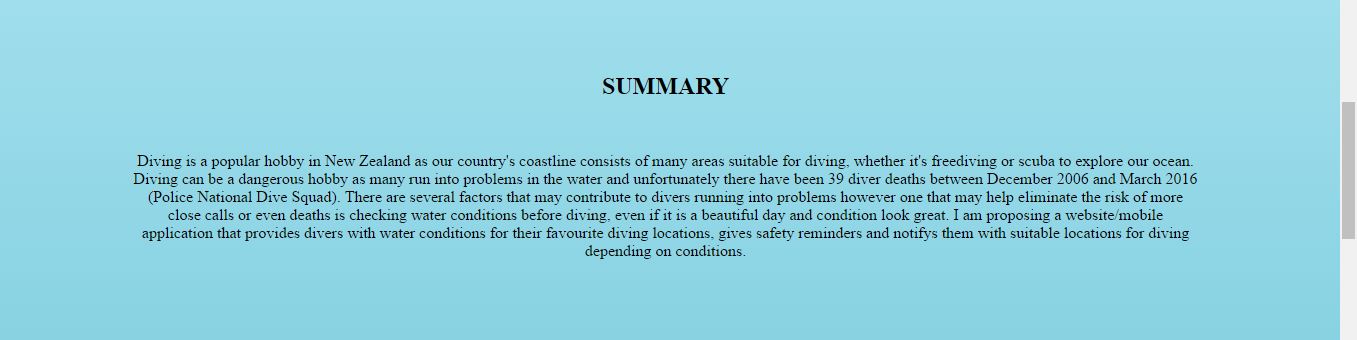 SUMMARY
Diving is a popular hobby in New Zealand as our country's coastline consists of many areas suitable for diving, whether it's freediving or scuba to explore our ocean.
Diving can be a dangerous hobby as many run into problems in the water and unfortunately there have been 39 diver deaths between December 2006 and March 2016
(Police National Dive Squad). There are several factors that may contribute to divers running into problems however one that may help eliminate the risk of more
close calls or even deaths is checking water conditions before diving, even if it is a beautiful day and condition look great. I am proposing a website/mobile
application that provides divers with water conditions for their favourite diving locations, gives safety reminders and notifys them with suitable locations for diving
depending on conditions.